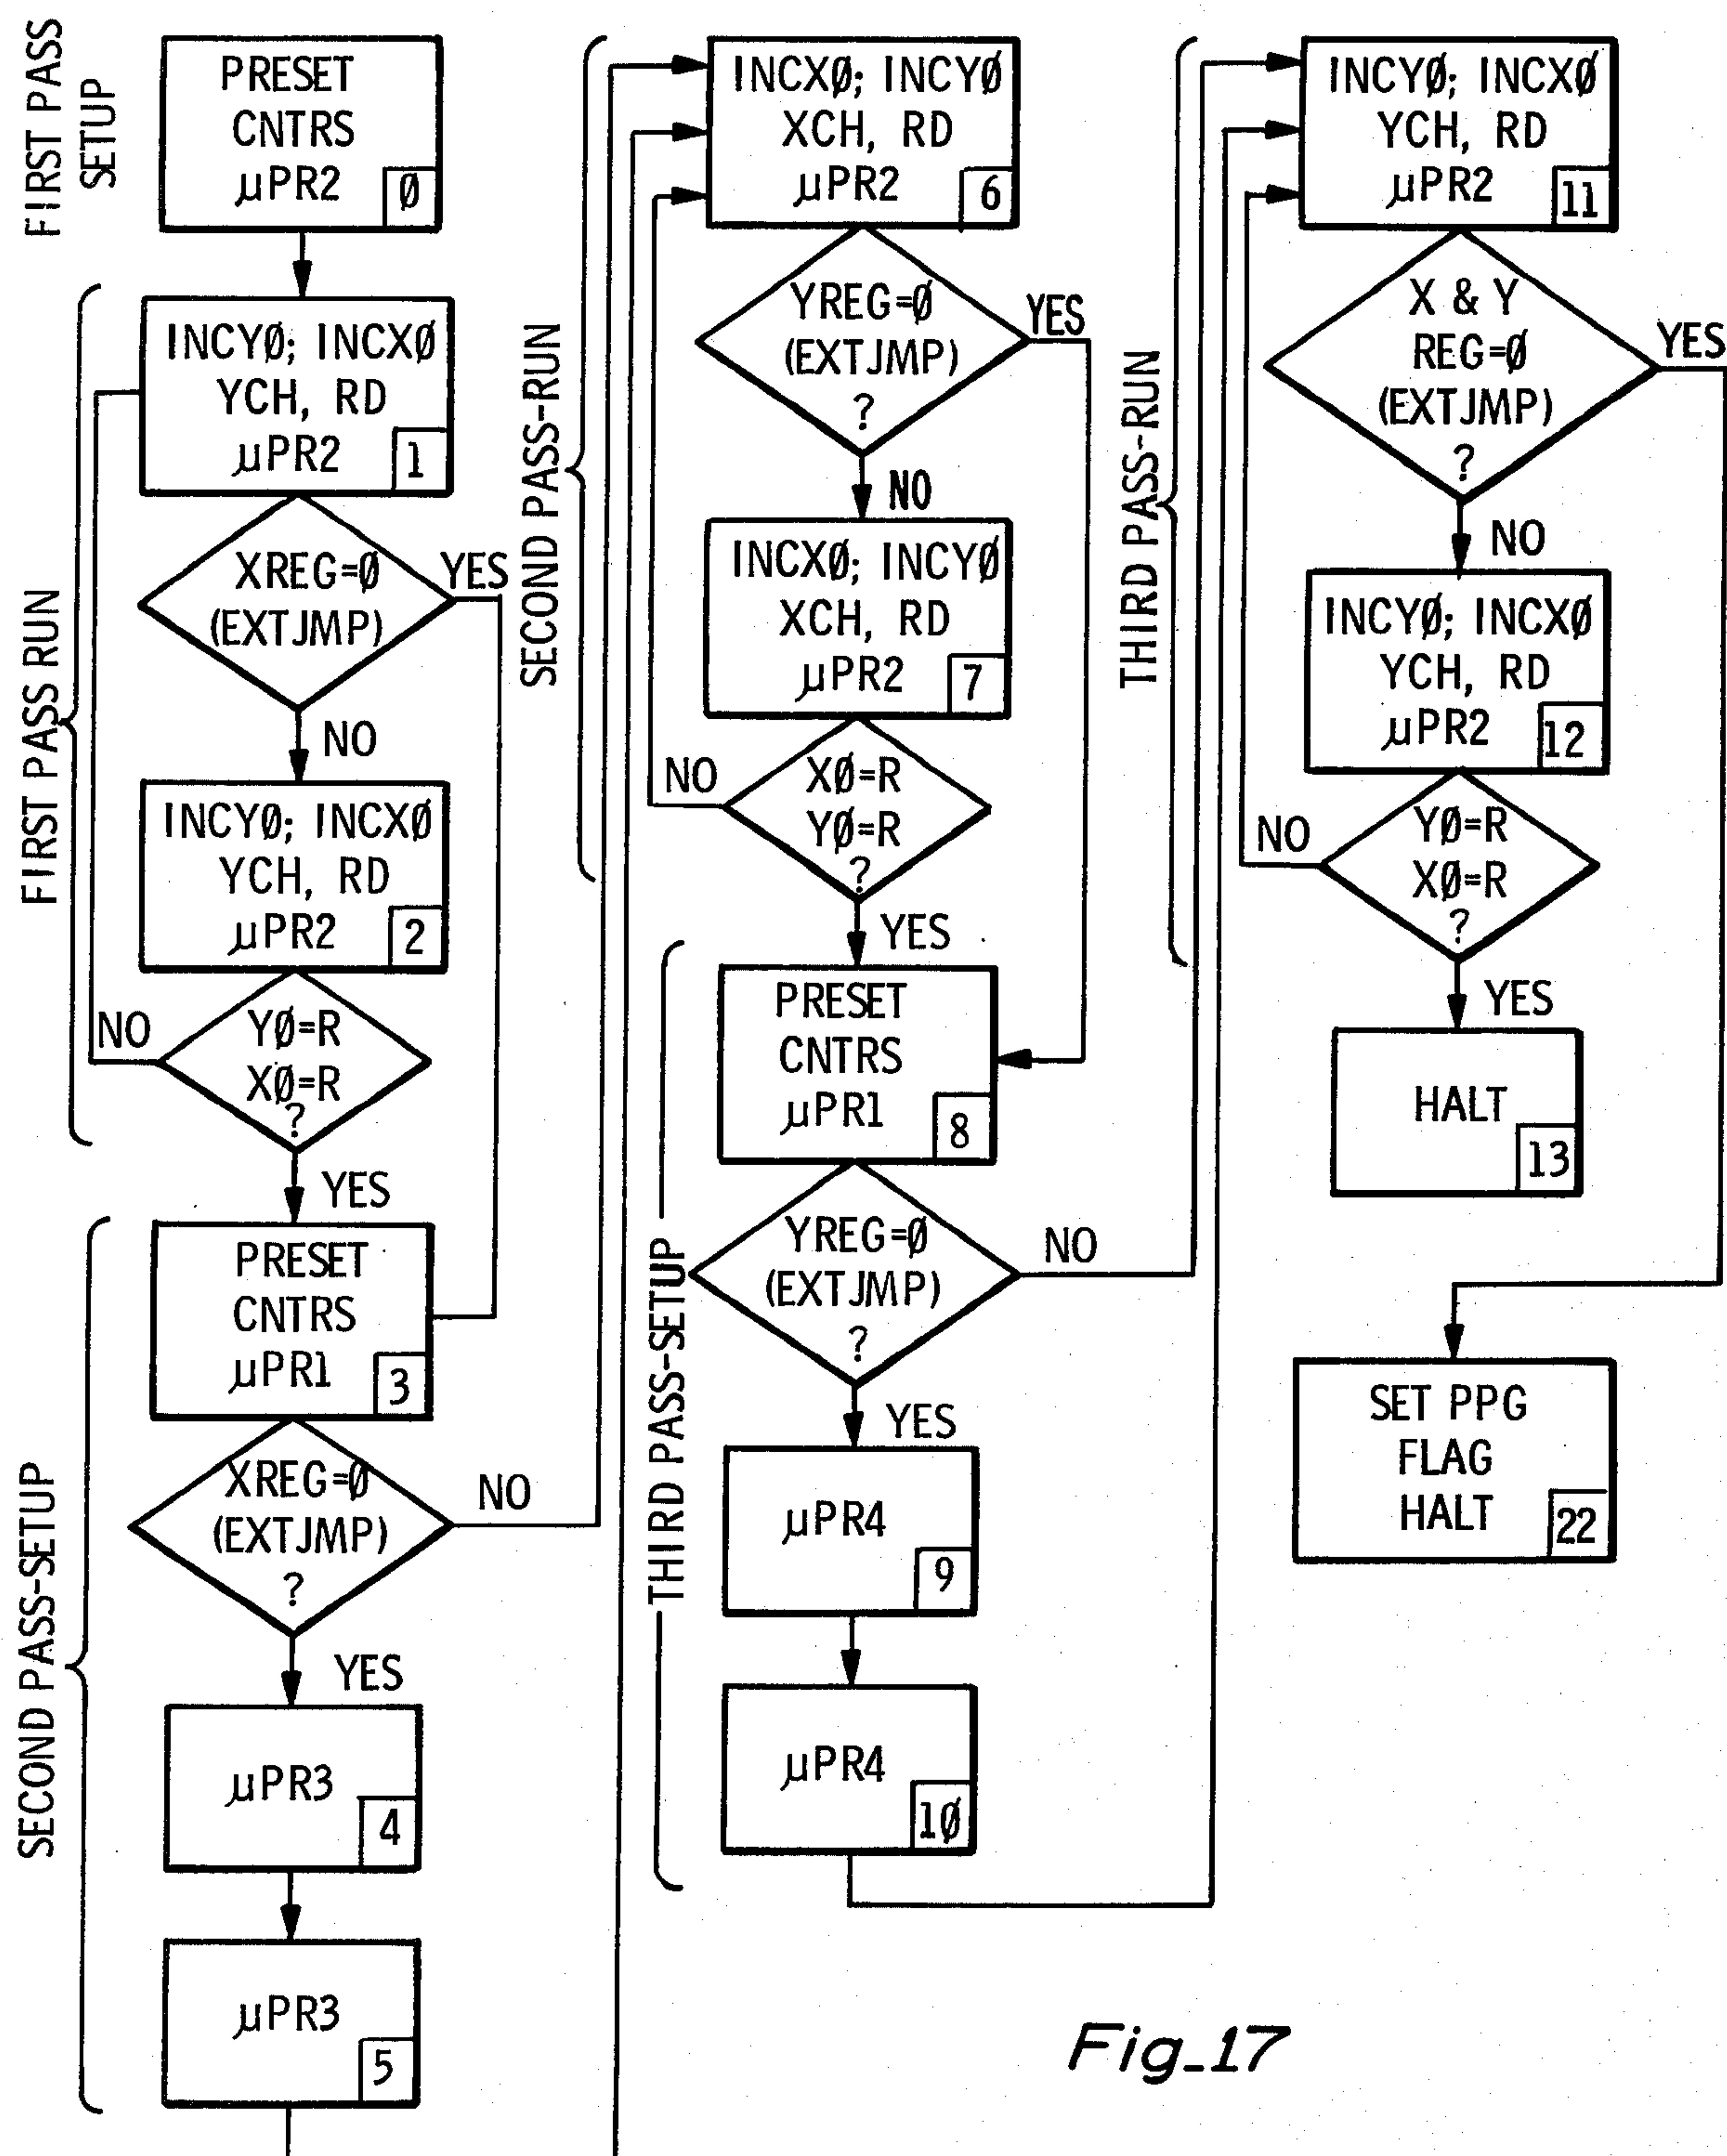 FIRST PASS
SETUP
PRESET
CNTRS
µPR2
Ø
FIRST PASS RUN
INCYØ; INCXØ
YCH, RD
µPR2
1
XREG=Ø
(EXTJMP)
YES
NO
INCYØ; INCXØ
YCH, RD
µPR2
2
YØ=R
XØ=R
?
NO
YES
SECOND PASS-SETUP
PRESET
CNTRS
µPR1
3
XREG=Ø
(EXTJMP)
?
NO
YES
µPR3
4
µPR3
5
SECOND PASS-RUN
INCXØ; INCYØ
XCH, RD
µPR2
6
YREG=Ø
(EXTJMP)
?
YES
NO
INCXØ; INCYØ
XCH, RD
µPR2
7
XØ=R
YØ=R
?
NO
YES
THIRD PASS-SETUP
PRESET
CNTRS
µPR1
8
YREG=Ø
(EXTJMP)
?
NO
YES
µPR4
9
µPR4
1Ø
THIRD PASS-RUN
INCYØ; INCXØ
YCH, RD
µPR2
11
X & Y
REG=Ø
(EXTJMP)
?
YES
NO
INCYØ; INCXØ
YCH, RD
µPR2
12
YØ=R
XØ=R
?
NO
YES
HALT
13
SET PPG
FLAG
HALT
22
Fig_17